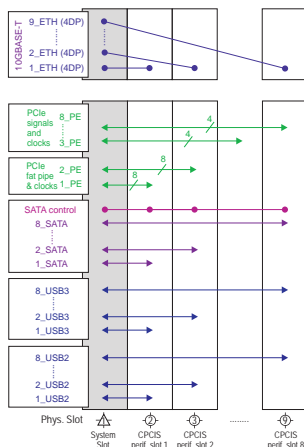 10GBASE-T
9_ETH (4DP)
2_ETH (4DP)
1_ETH (4DP)
PCIe
signals
and
clocks
8_PE
3_PE
4
4
PCIe
fat pipe
& clocks
2_PE
1_PE
8
8
SATA control
8_SATA
2_SATA
1_SATA
8_USB3
2_USB3
1_USB3
8_USB2
2_USB2
1_USB2
Phys. Slot
2
3
........
9
System
Slot
CPCIS
perif. slot 1
CPCIS
perif. slot 2
CPCIS
perif. slot 8